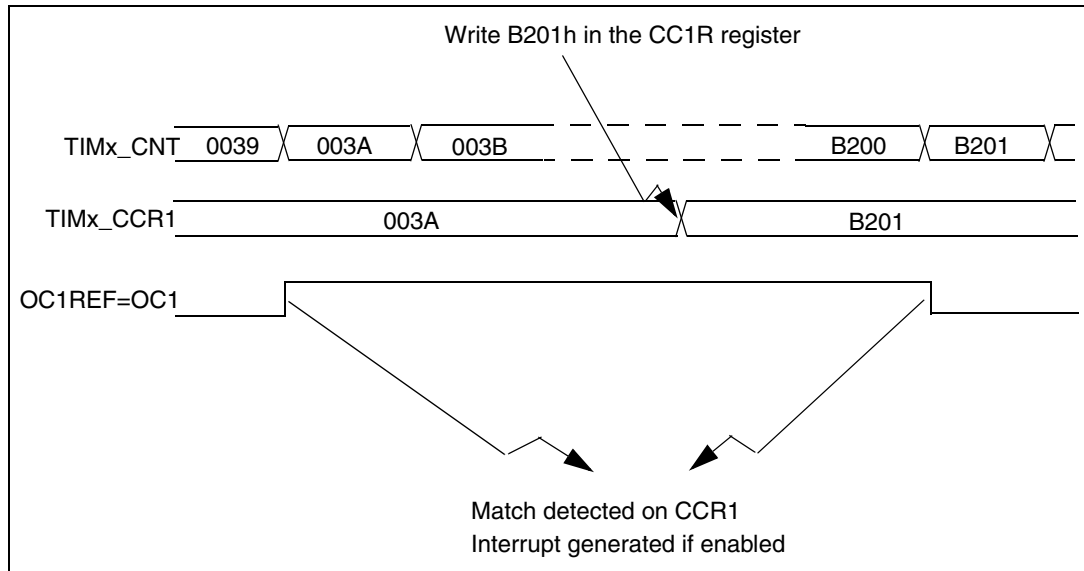 Write B201h in the CC1R register
TIMx_CNT 0039 003A 003B B200 B201
TIMx_CCR1 003A B201
OC1REF=OC1
Match detected on CCR1
Interrupt generated if enabled